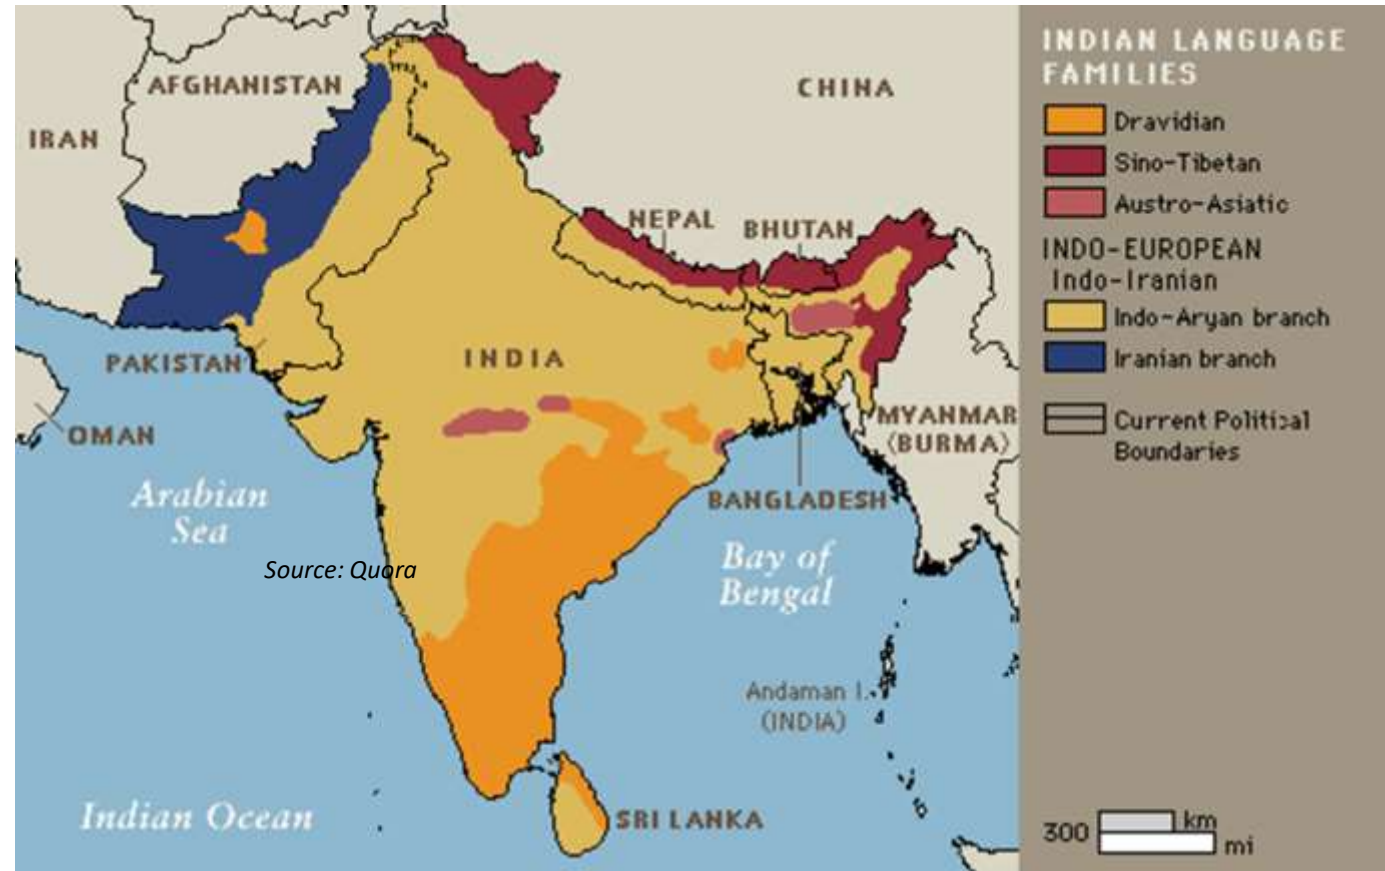 AFGHANISTAN
CHINA
IRAN
NEPAL
BHUTAN
PAKISTAN
INDIA
OMAN
MYANMAR
(BURMA)
BANGLADESH
Arabian
Sea
Source: Quora
Bay of
Bengal
Andaman I.
(INDIA)
Indian Ocean
SRI LANKA
INDIAN LANGUAGE
FAMILIES
Dravidian
Sino-Tibetan
Austro-Asiatic
INDO-EUROPEAN
Indo-Iranian
Indo-Aryan branch
Iranian branch
Current Political
Boundaries
300 km
mi